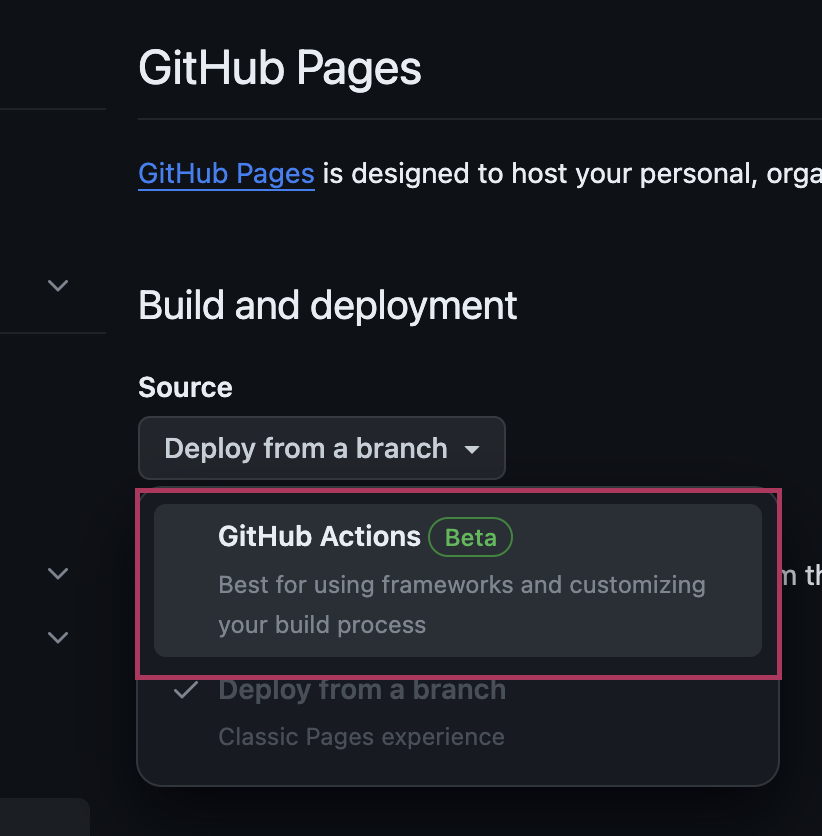 GitHub Pages
GitHub Pages is designed to host your personal, orga
Build and deployment
Source
Deploy from a branch
GitHub Actions Beta
Best for using frameworks and customizing
your build process
m th
Deploy from a branch
Classic Pages experience